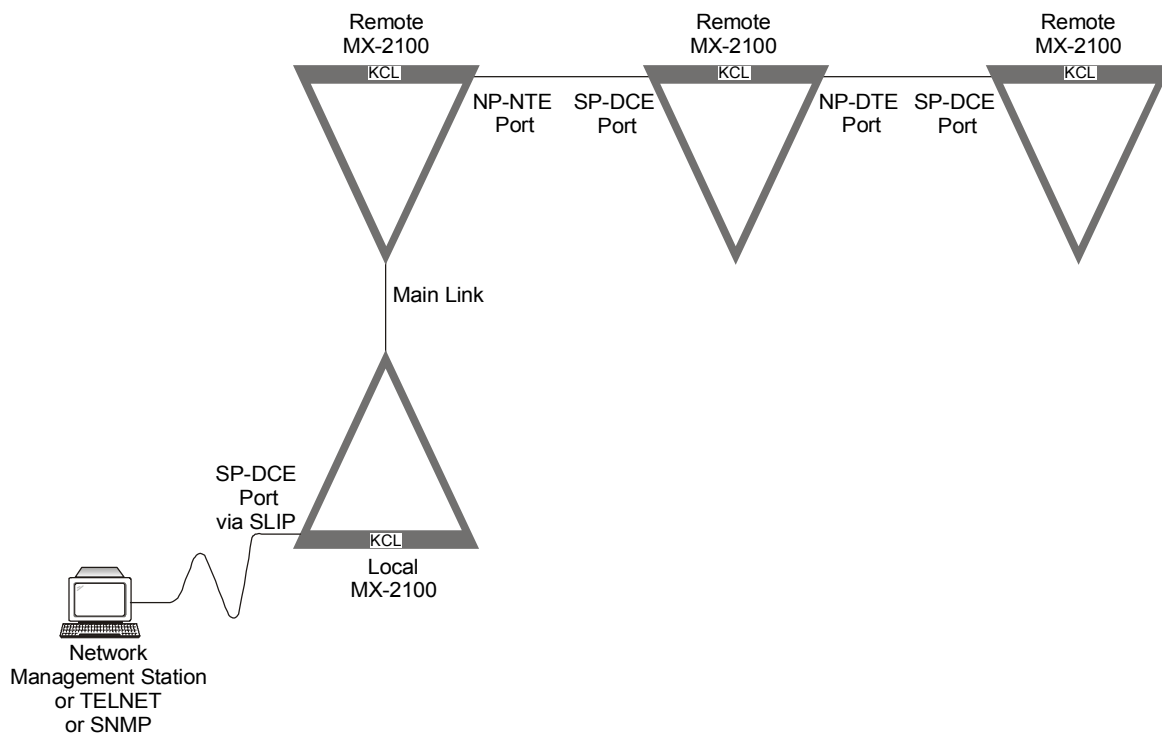 Remote
MX-2100
Remote
MX-2100
Remote
MX-2100
KCL
KCL
KCL
NP-NTE
Port
SP-DCE
Port
NP-DTE
Port
SP-DCE
Port
Main Link
SP-DCE
Port
via SLIP
KCL
Local
MX-2100
Network
Management Station
or TELNET
or SNMP